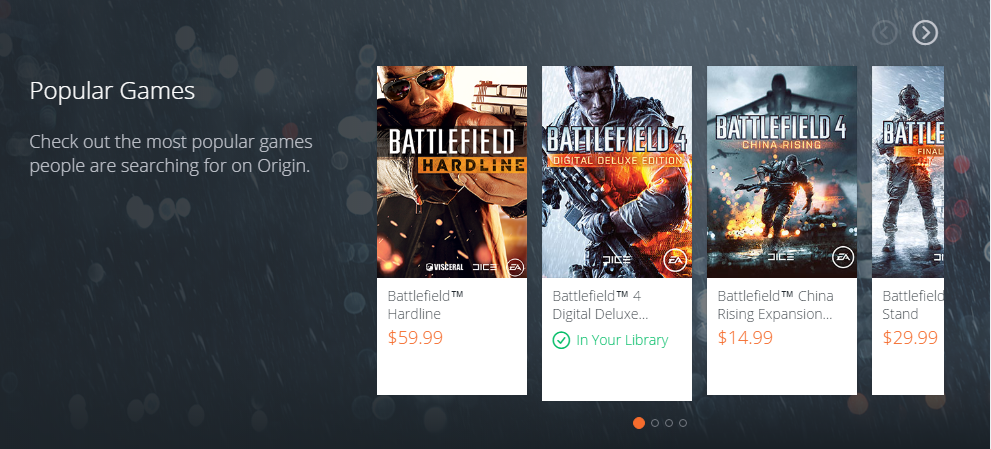 Popular Games
Check out the most popular games
people are searching for on Origin.
BATTLEFIELD
HARDLINE
VISCERAL DICE EA
Battlefield™
Hardline
$59.99
BATTLEFIELD 4
DIGITAL DELUXE EDITION
DICE EA
Battlefield™ 4
Digital Deluxe...
In Your Library
BATTLEFIELD 4
CHINA RISING
DICE EA
Battlefield™ China
Rising Expansion...
$14.99
BATTLE
FINAL
Battlefield
Stand
$29.99